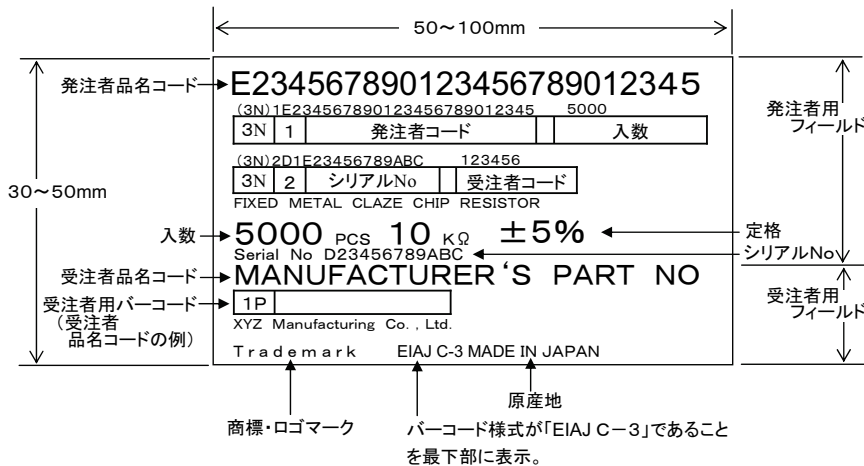 50～100mm
発注者品名コード
E23456789012345678​9012345
(3N)1E23456789012345678​9012345 5000
3N 1 発注者コード 入数
発注者用
フィールド
(3N)2D1E23456789ABC 123456
3N 2 シリアルNo 受注者コード
30～50mm
FIXED METAL CLAZE CHIP RESISTOR
入数
5000 PCS 10 KΩ ±5%
定格
Serial No D23456789ABC
シリアルNo
受注者品名コード
MANUFACTURER'S PART NO
受注者用バーコード
(受注者
品名コードの例)
1P
受注者用
フィールド
XYZ Manufacturing Co., Ltd.
Trademark EIAJ C-3 MADE IN JAPAN
原産地
商標・ロゴマーク
バーコード様式が「EIAJ C－3」であること
を最下部に表示。